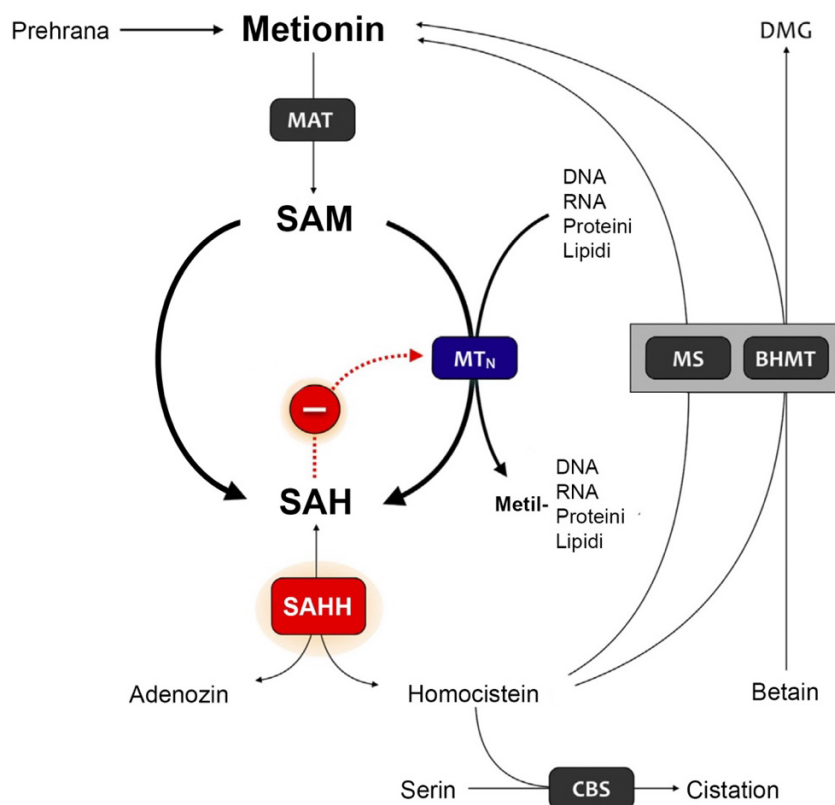 Prehrana
Metionin
DMG
MAT
SAM
DNA
RNA
Proteini
Lipidi
MTN
MS
BHMT
–
SAH
Metil-
DNA
RNA
Proteini
Lipidi
SAHH
Adenozin
Homocistein
Betain
Serin
CBS
Cistation